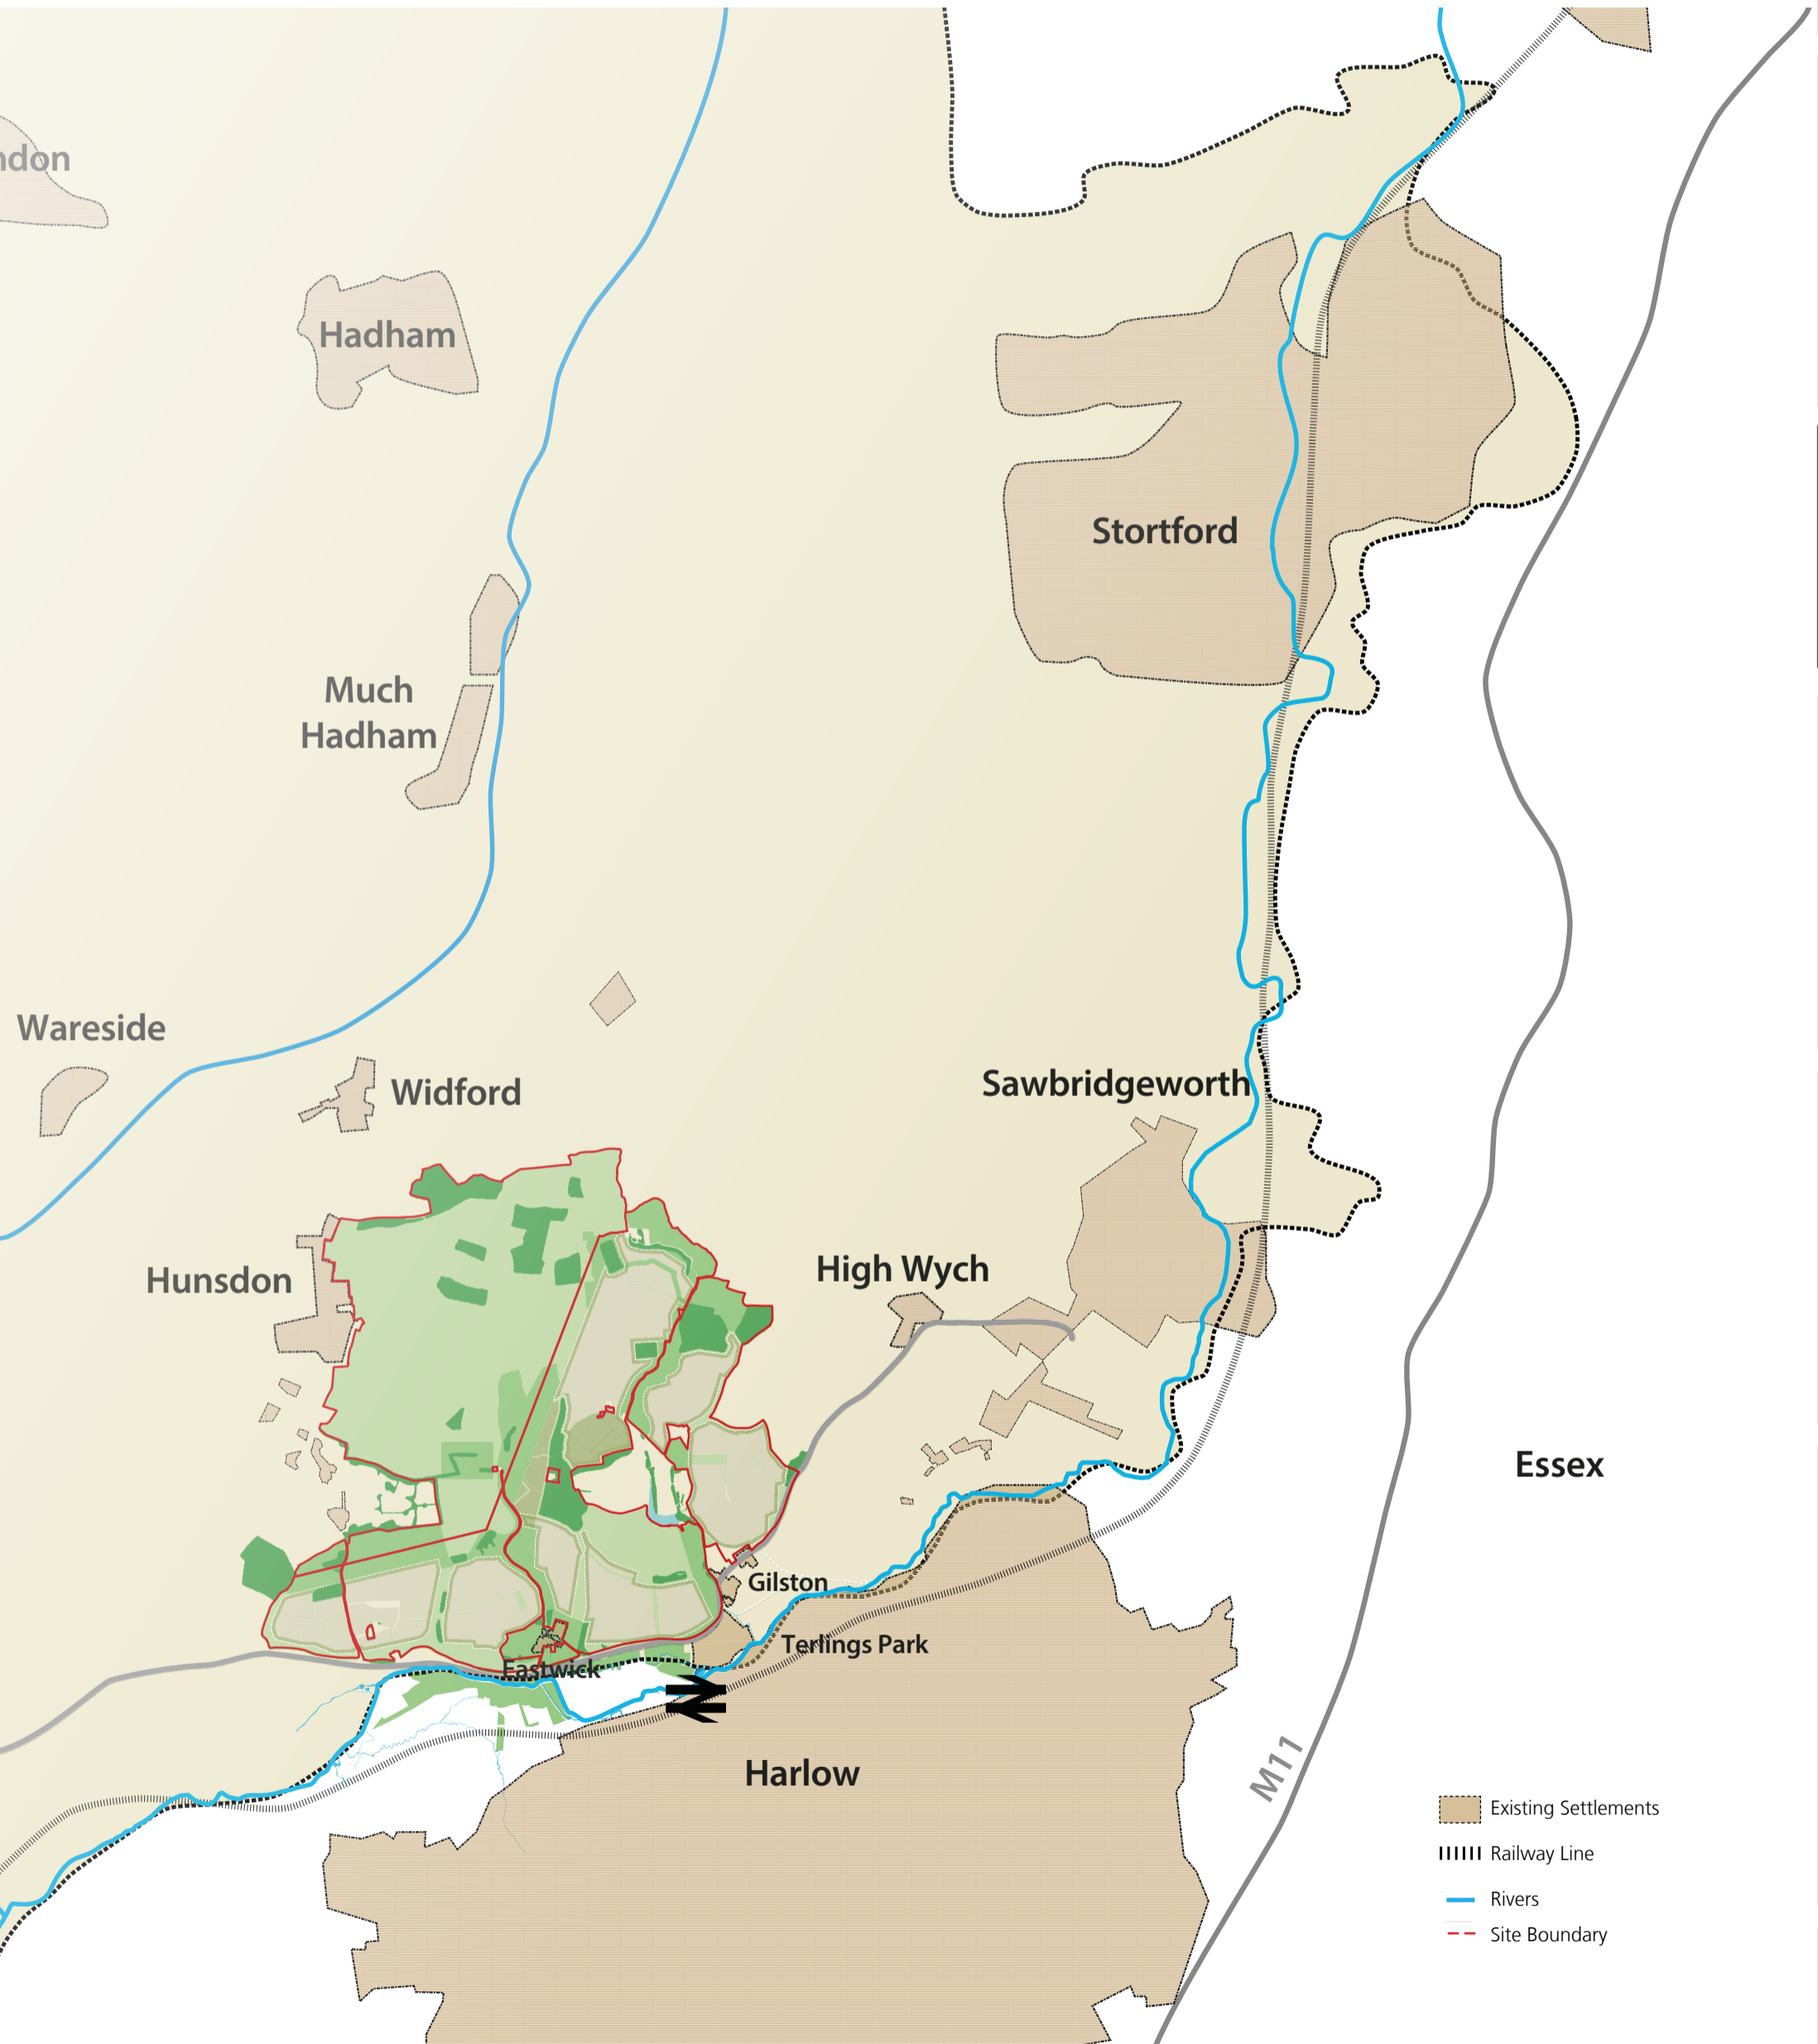 ndon
Hadham
Stortford
Much
Hadham
Wareside
Sawbridgeworth
Widford
High Wych
Hunsdon
Essex
Gilston
Terlings Park
Eastwick
Harlow
M11
Existing Settlements
Railway Line
Rivers
Site Boundary